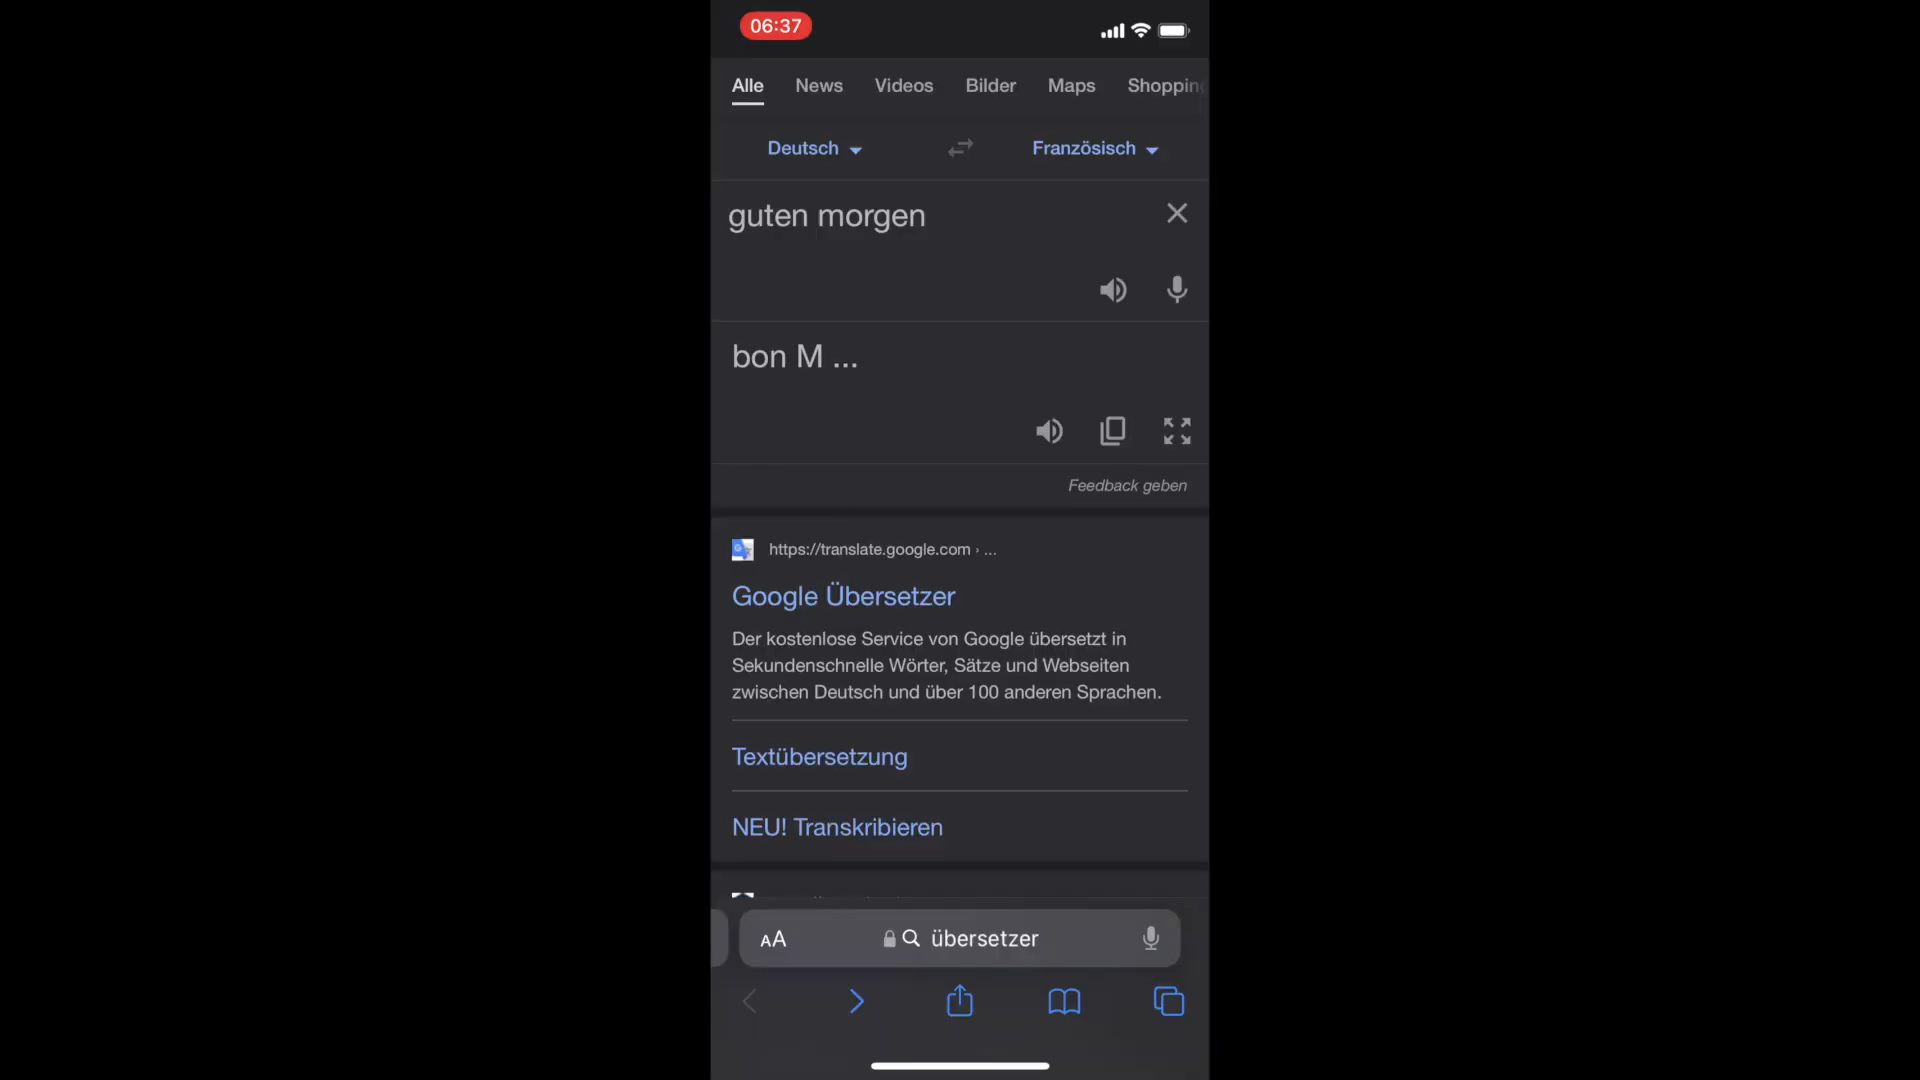 06:37
Alle News Videos Bilder Maps Shopping
Deutsch Französisch
guten morgen
bon M ...
Feedback geben
https://translate.google.com › ...
Google Übersetzer
Der kostenlose Service von Google übersetzt in
Sekundenschnelle Wörter, Sätze und Webseiten
zwischen Deutsch und über 100 anderen Sprachen.
Textübersetzung
NEU! Transkribieren
AA übersetzer